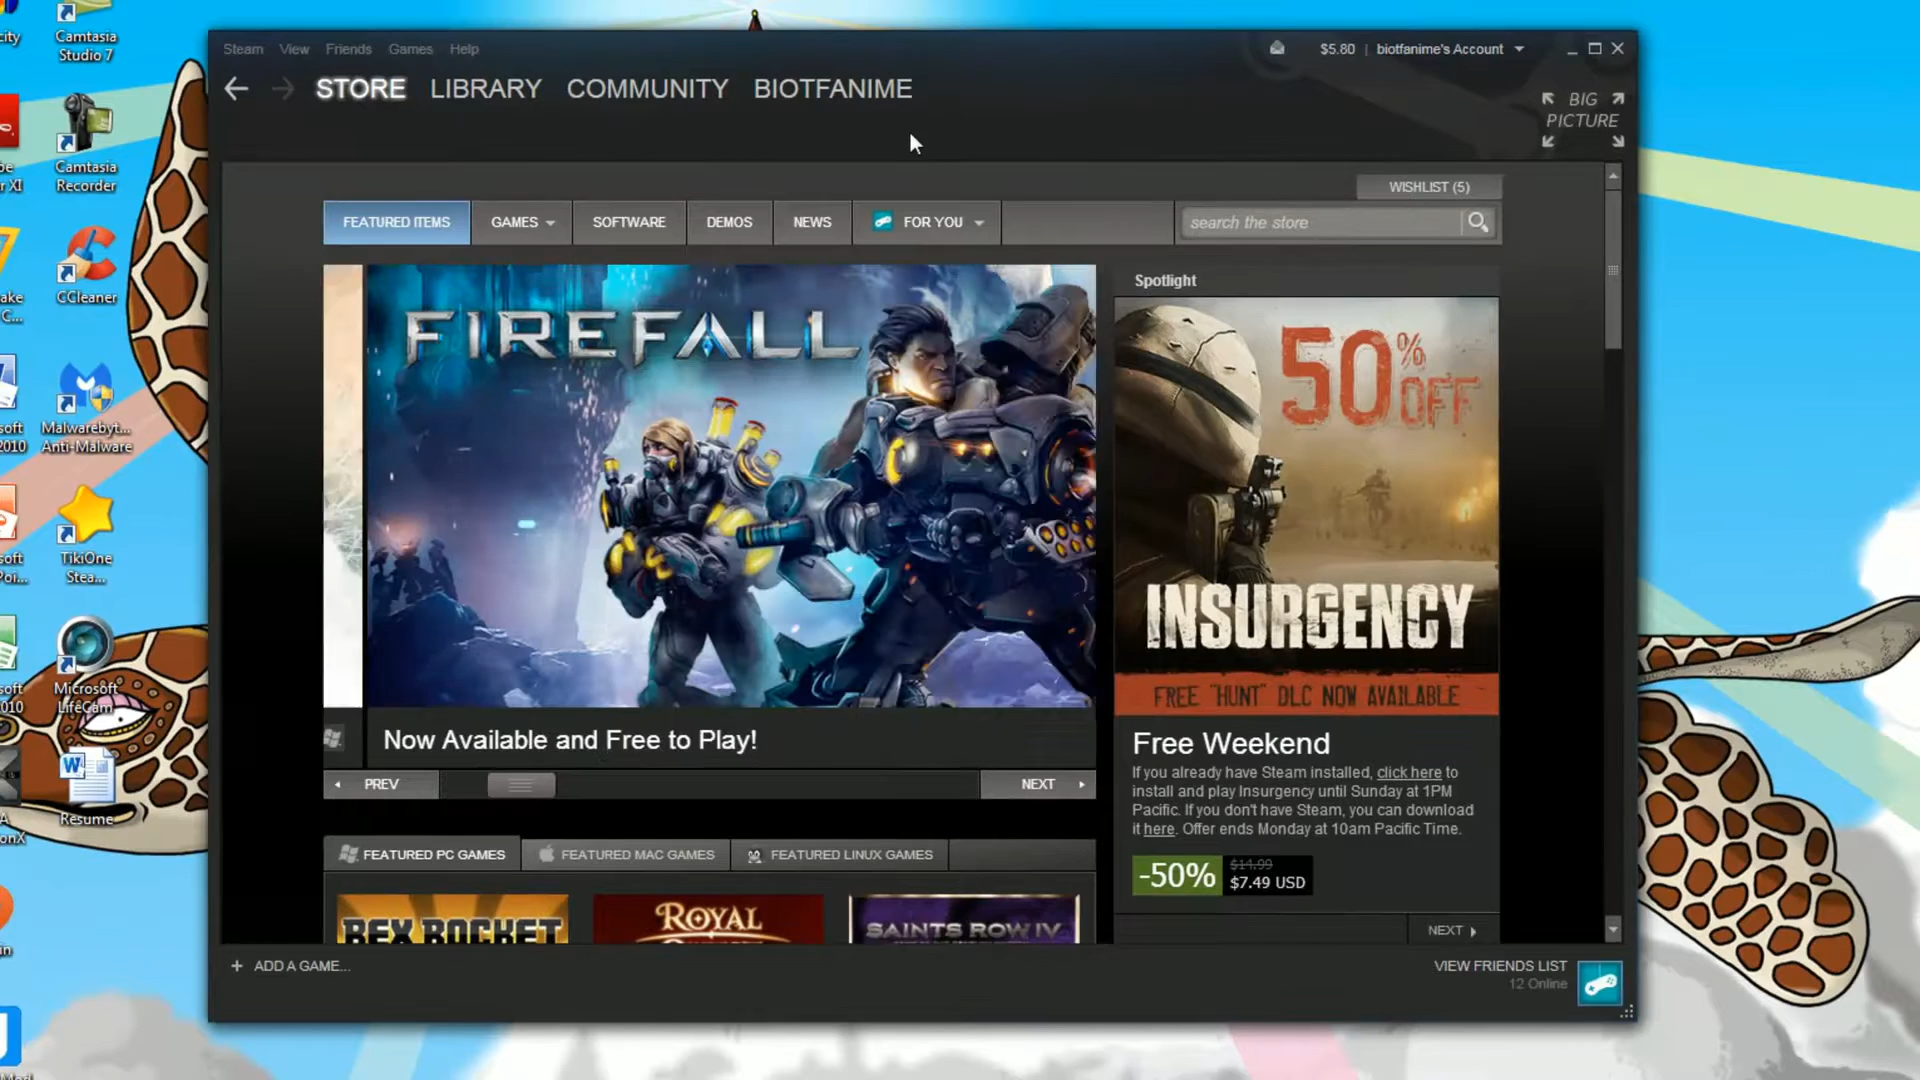 Camtasia
Studio 7
Camtasia
Recorder
CCleaner
Malwarebyt...
Anti-Malware
TikiOne
Stea...
Microsoft
LifeCam
Resume
2010
Steam View Friends Games Help
$5.80 | biotfanime's Account
STORE LIBRARY COMMUNITY BIOTFANIME
BIG
PICTURE
WISHLIST (5)
FEATURED ITEMS GAMES SOFTWARE DEMOS NEWS FOR YOU
search the store
FIREFALL
Now Available and Free to Play!
PREV
NEXT
Spotlight
50% OFF
INSURGENCY
FREE "HUNT" DLC NOW AVAILABLE
Free Weekend
If you already have Steam installed, click here to
install and play Insurgency until Sunday at 1PM
Pacific. If you don't have Steam, you can download
it here. Offer ends Monday at 10am Pacific Time.
-50% $14.99
$7.49 USD
NEXT
FEATURED PC GAMES FEATURED MAC GAMES FEATURED LINUX GAMES
REX ROCKET
ROYAL
SAINTS ROW IV
+ ADD A GAME...
VIEW FRIENDS LIST
12 Online